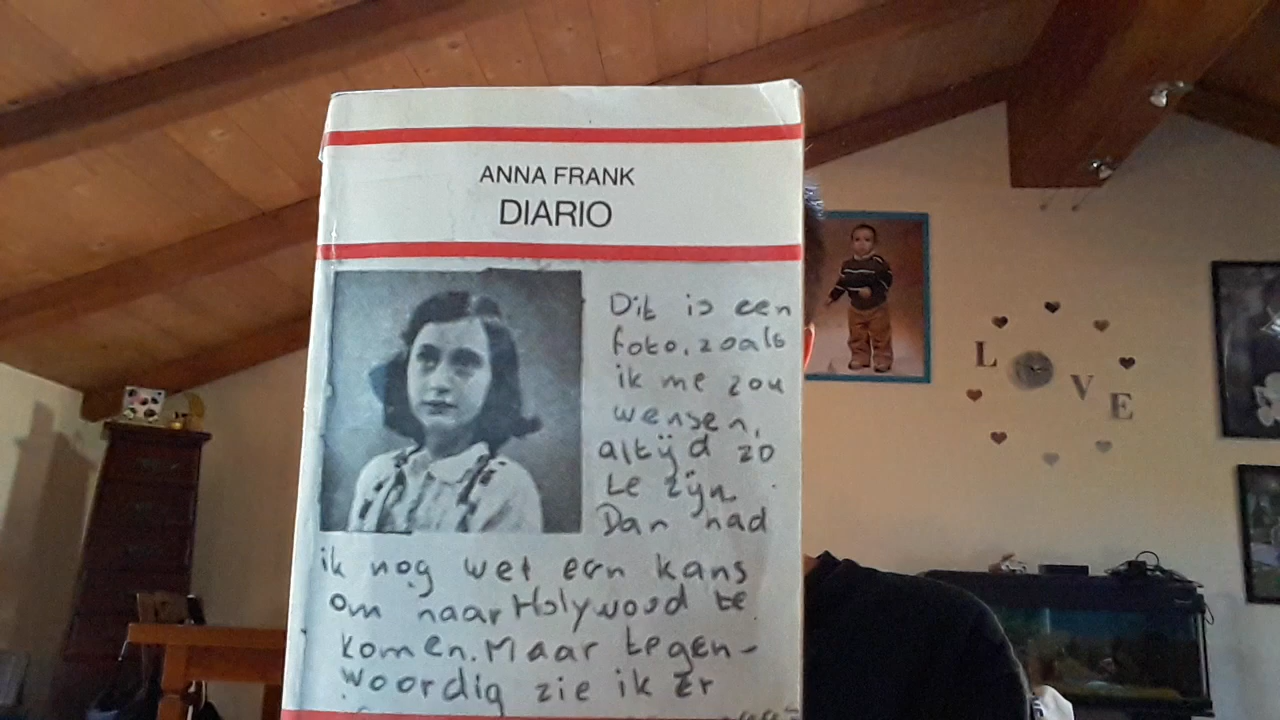 ANNA FRANK
DIARIO
Dit is een
foto, zoals
ik me zou
wensen,
altijd zo
te zijn.
Dan had
ik nog wel een kans
om naar Holywood te
komen. Maar tegen-
woordig zie ik er
L VE